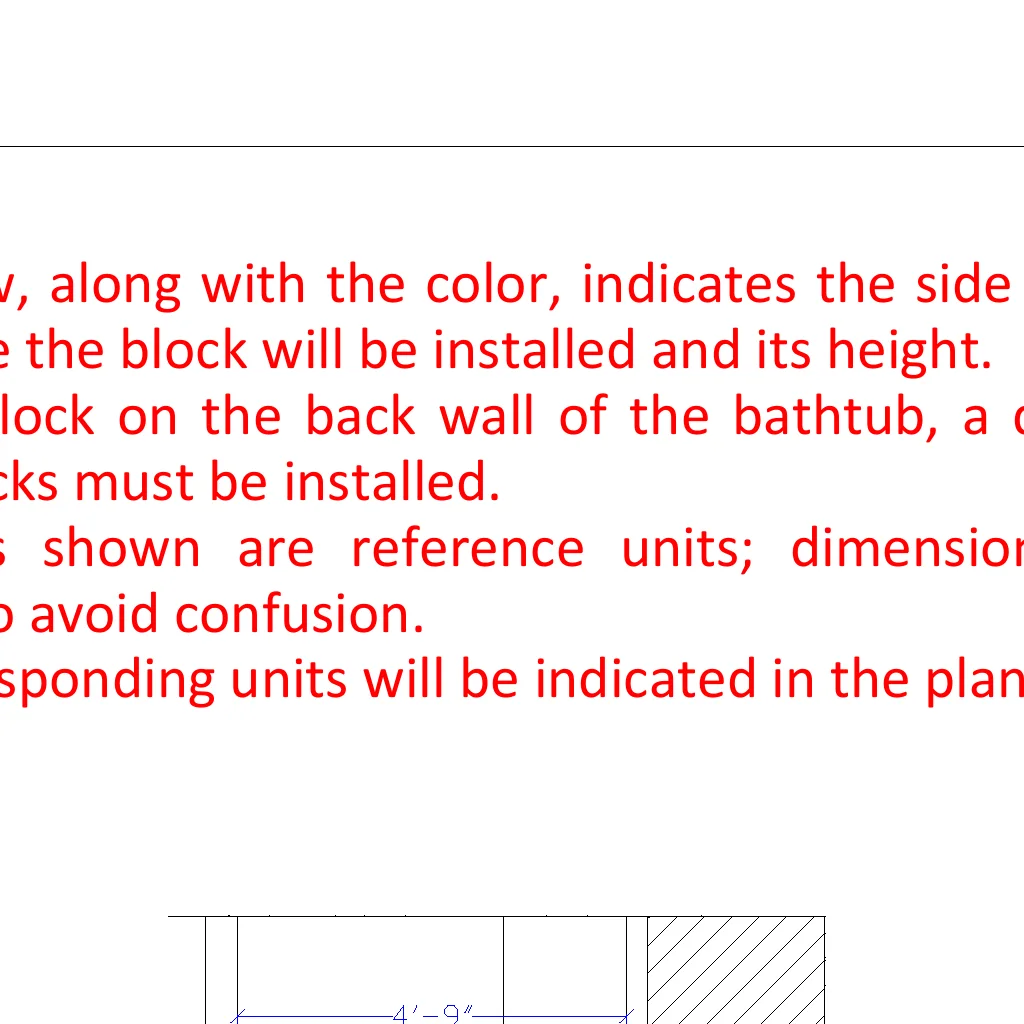 , along with the color, indicates the side
the block will be installed and its height.
lock on the back wall of the bathtub, a
cks must be installed.
s shown are reference units; dimension
avoid confusion.
sponding units will be indicated in the plan
4'-9"